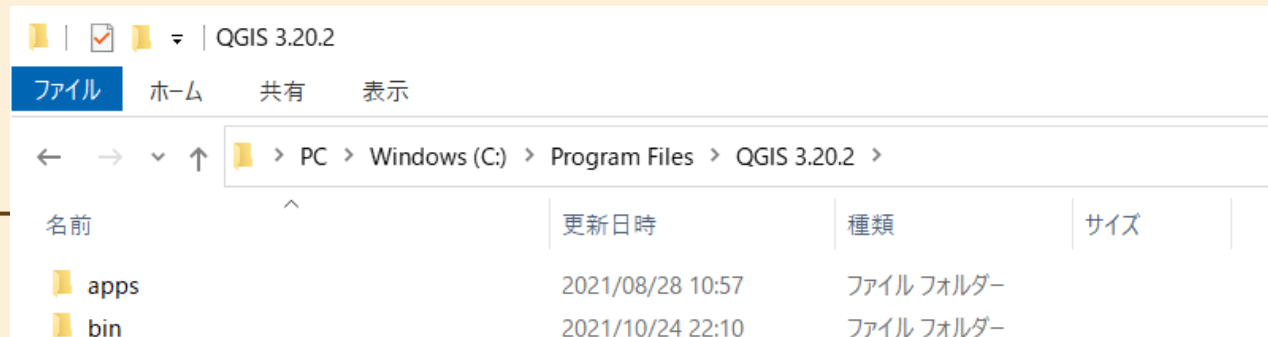 QGIS 3.20.2
ファイル ホーム 共有 表示
PC > Windows (C:) > Program Files > QGIS 3.20.2 >
名前 更新日時 種類 サイズ
apps 2021/08/28 10:57 ファイル フォルダー
bin 2021/10/24 22:10 ファイル フォルダー